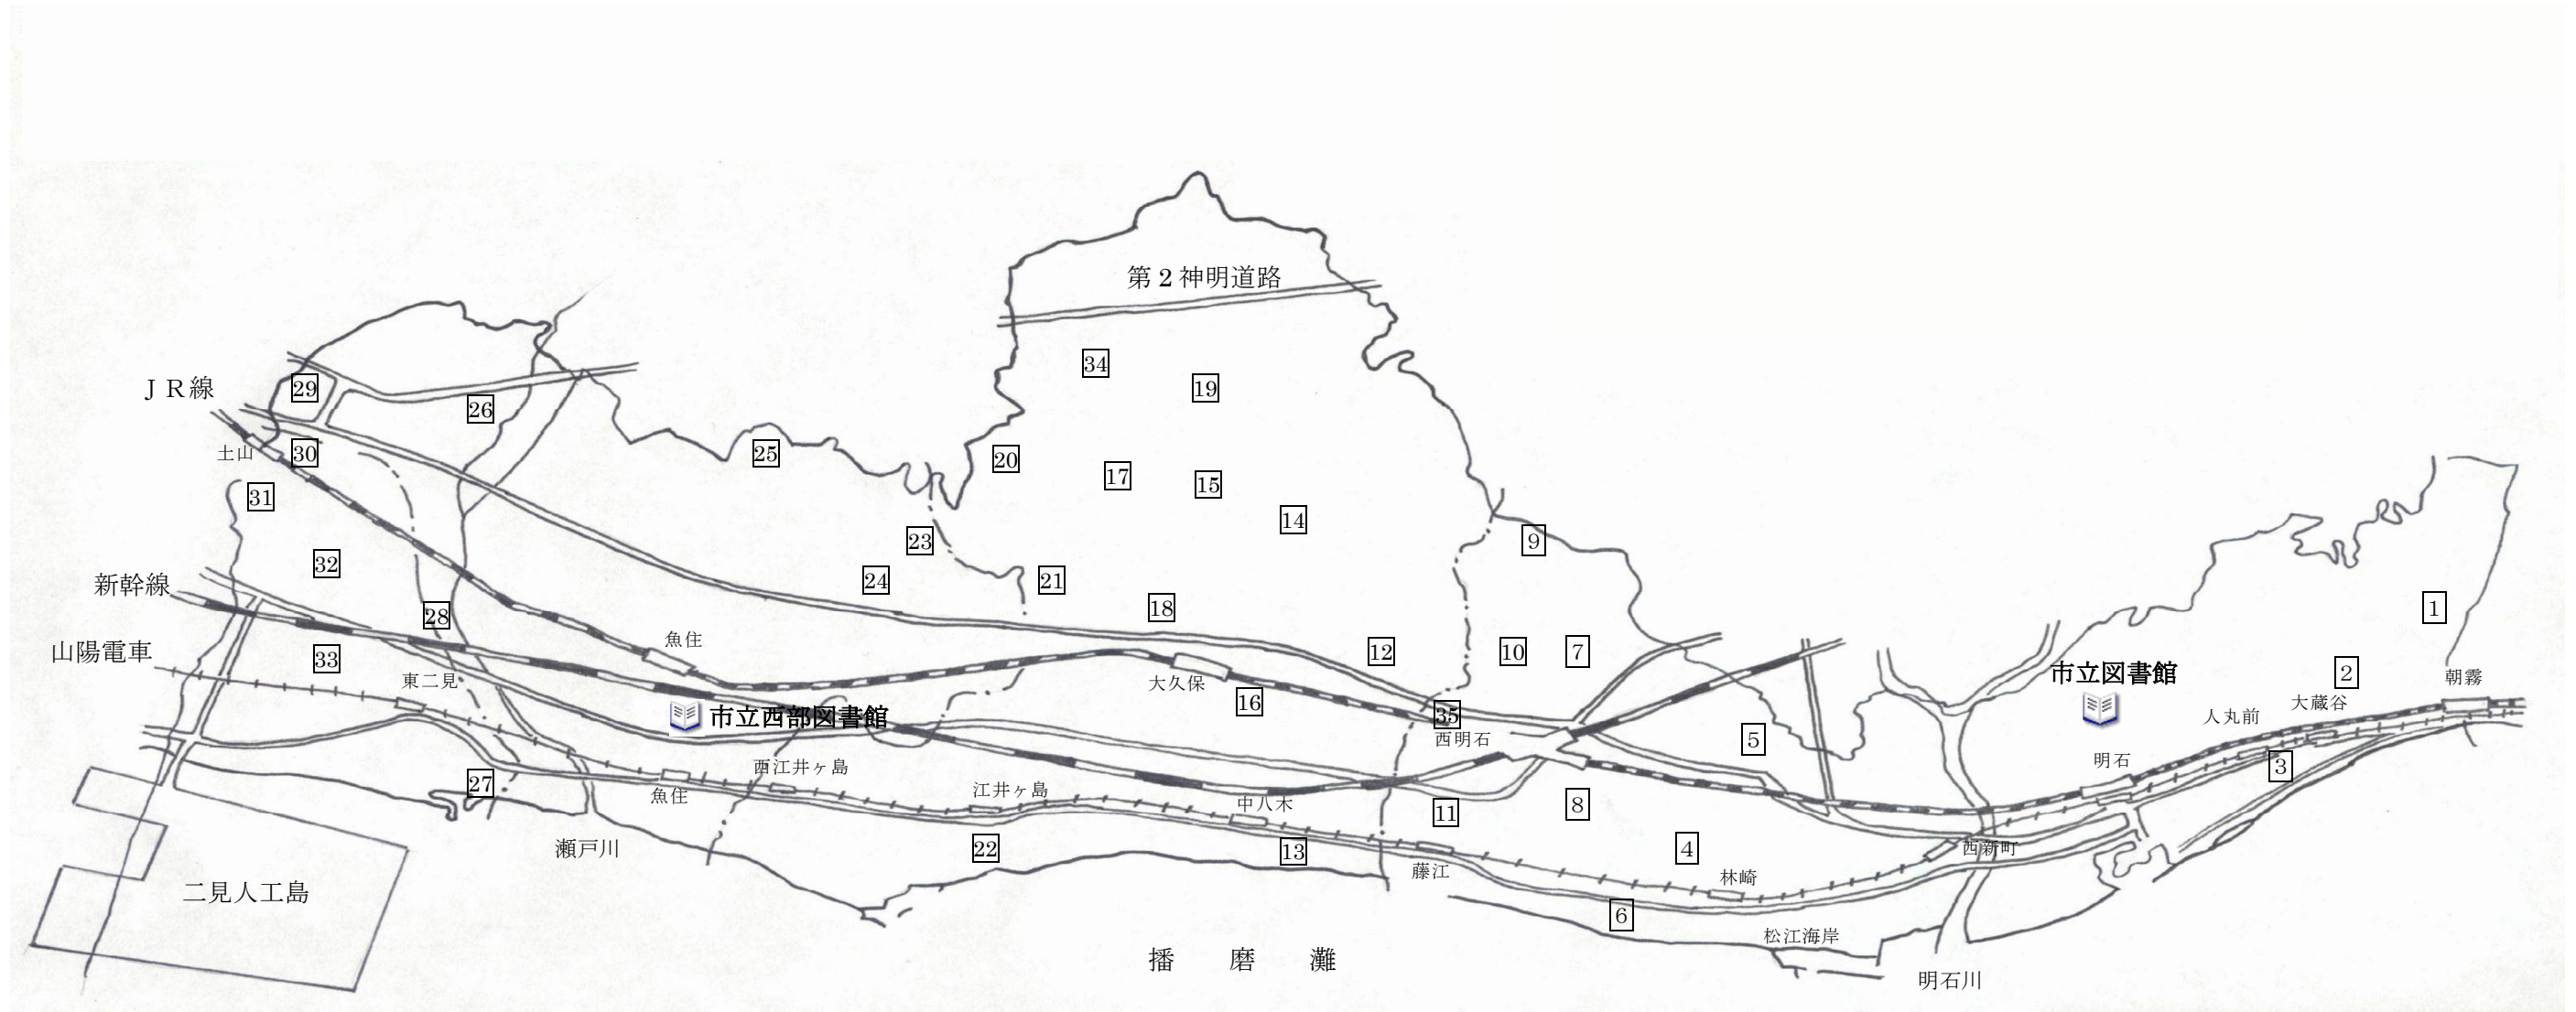 第２神明道路
34
29
19
ＪＲ線
26
土山
30
25
20
17
15
31
14
23
9
32
新幹線
24
21
18
1
28
魚住
12
10
7
山陽電車
33
東二見
大久保
市立図書館
2
朝霧
16
大蔵谷
市立西部図書館
35
人丸前
西明石
5
西江井ヶ島
明石
3
27
魚住
江井ヶ島
中八木
11
8
瀬戸川
22
13
4
西新町
藤江
林崎
二見人工島
6
松江海岸
播磨灘
明石川